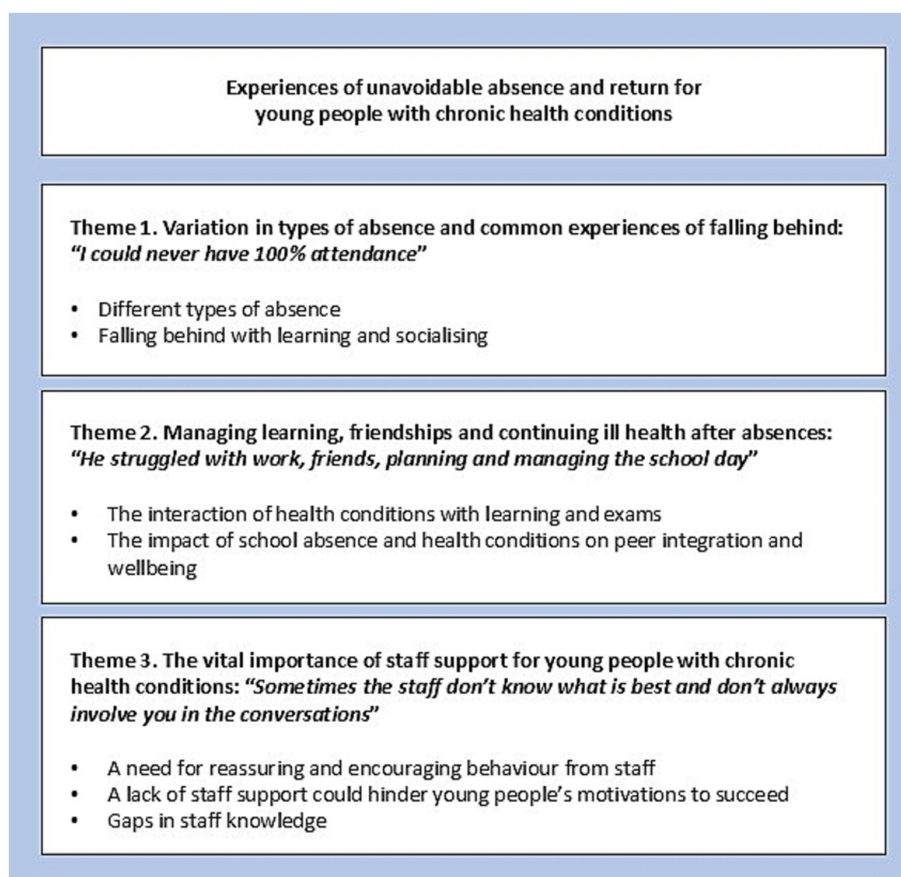 Experiences of unavoidable absence and return for
young people with chronic health conditions
Theme 1. Variation in types of absence and common experiences of falling behind:
“I could never have 100% attendance”
• Different types of absence
• Falling behind with learning and socialising
Theme 2. Managing learning, friendships and continuing ill health after absences:
“He struggled with work, friends, planning and managing the school day”
• The interaction of health conditions with learning and exams
• The impact of school absence and health conditions on peer integration and
wellbeing
Theme 3. The vital importance of staff support for young people with chronic
health conditions: “Sometimes the staff don’t know what is best and don’t always
involve you in the conversations”
• A need for reassuring and encouraging behaviour from staff
• A lack of staff support could hinder young people’s motivations to succeed
• Gaps in staff knowledge